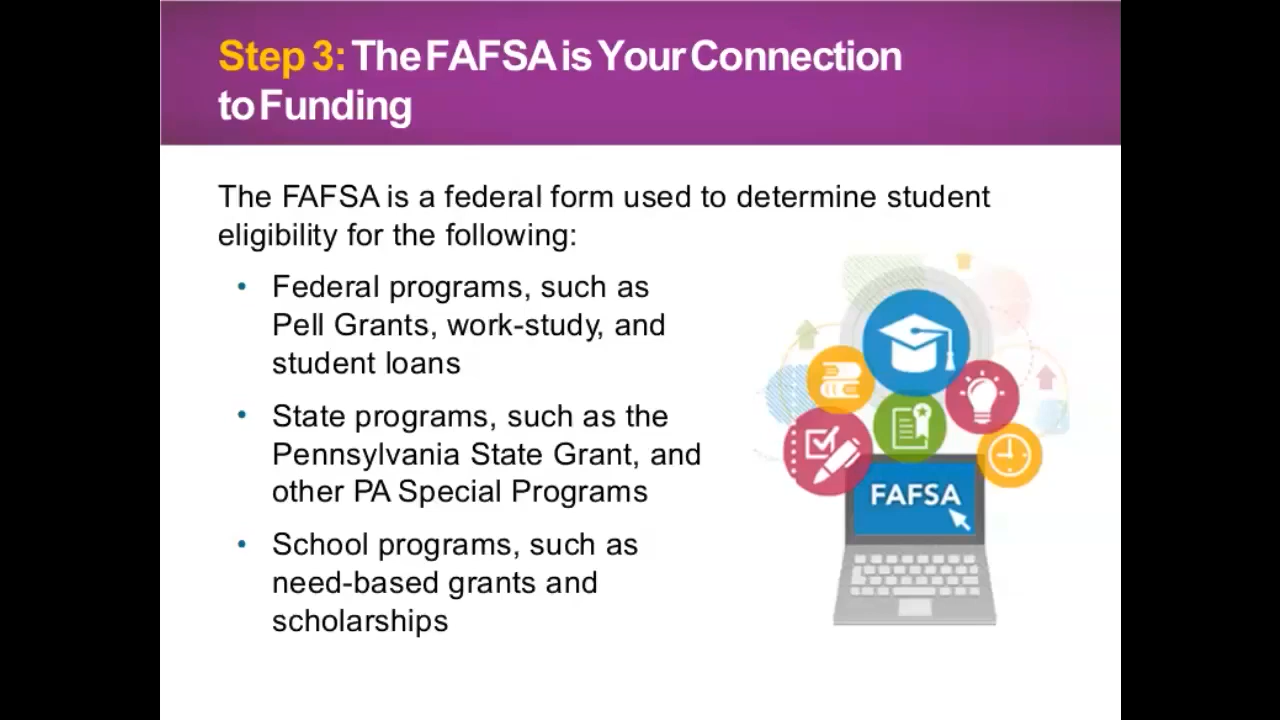 Step 3: The FAFSA is Your Connection
to Funding
The FAFSA is a federal form used to determine student
eligibility for the following:
• Federal programs, such as
Pell Grants, work-study, and
student loans
• State programs, such as the
Pennsylvania State Grant, and
other PA Special Programs
• School programs, such as
need-based grants and
scholarships
FAFSA